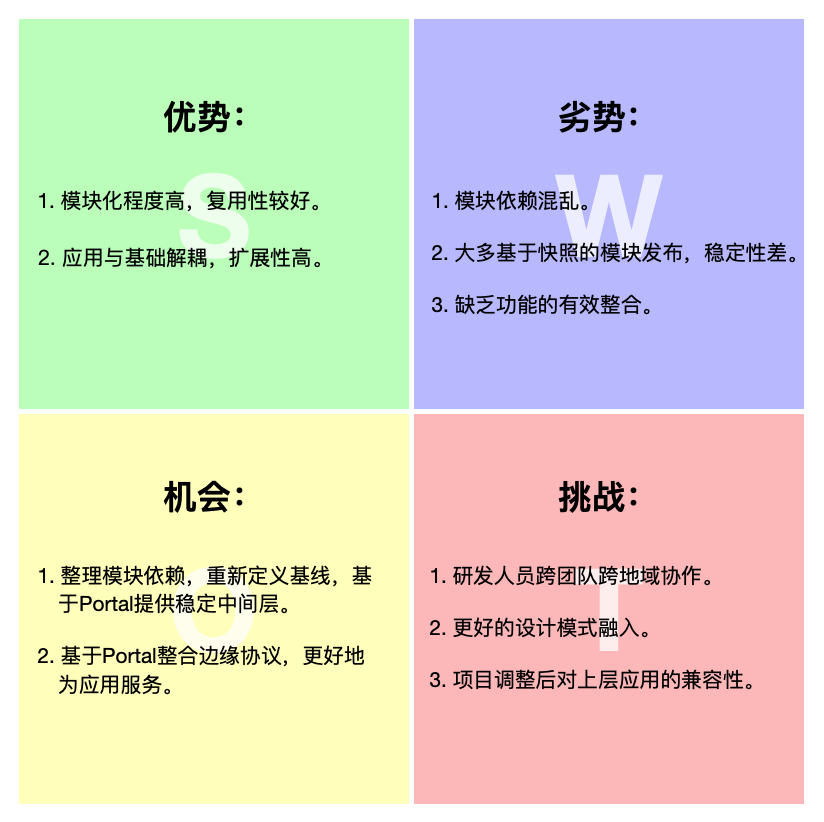 优势：
S
1. 模块化程度高，复用性较好。
2. 应用与基础解耦，扩展性高。
劣势：
W
1. 模块依赖混乱。
2. 大多基于快照的模块发布，稳定性差。
3. 缺乏功能的有效整合。
机会：
O
1. 整理模块依赖，重新定义基线，基
于Portal提供稳定中间层。
2. 基于Portal整合边缘协议，更好地
为应用服务。
挑战：
T
1. 研发人员跨团队跨地域协作。
2. 更好的设计模式融入。
3. 项目调整后对上层应用的兼容性。